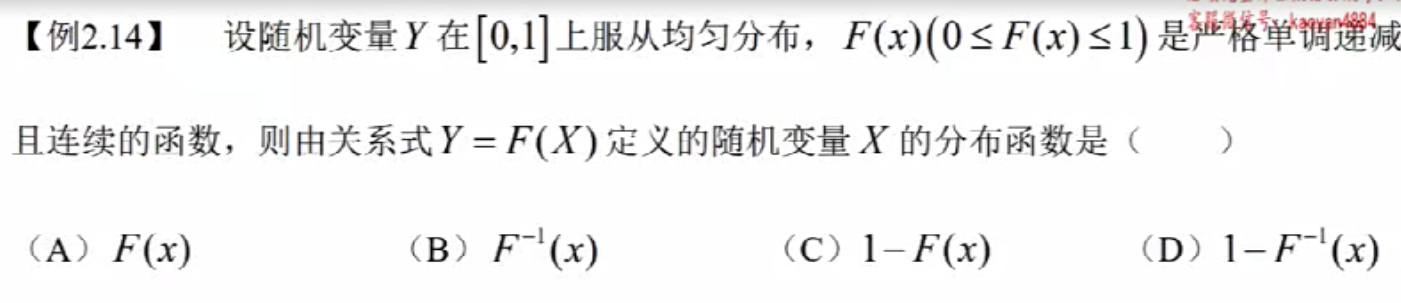 【例2.14】 设随机变量Y在[0,1]上服从均匀分布，F(x)(0≤F(x)≤1)是严格单调递减
且连续的函数，则由关系式Y=F(X)定义的随机变量X的分布函数是（ ）
（A）F(x) （B）F⁻¹(x) （C）1−F(x) （D）1−F⁻¹(x)